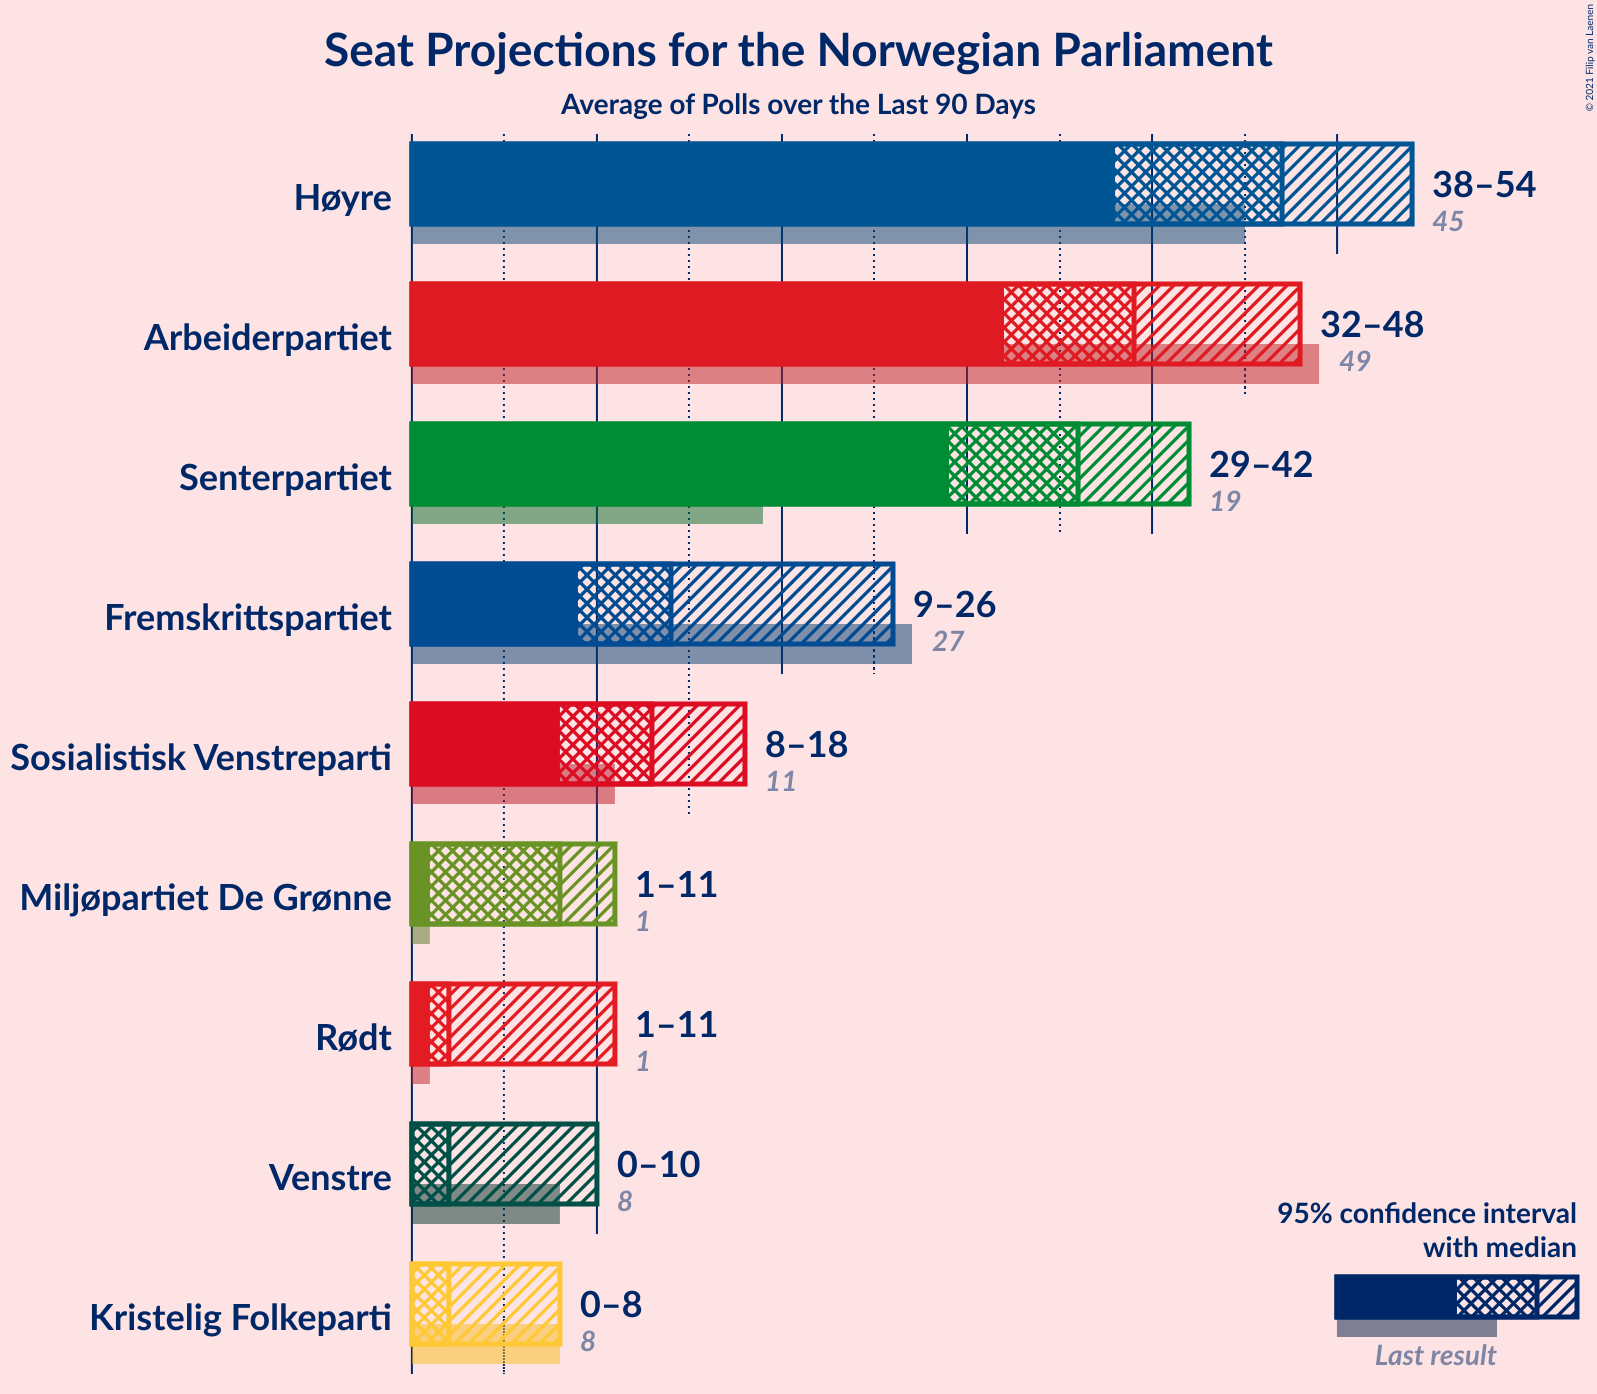 Seat Projections for the Norwegian Parliament
Average of Polls over the Last 90 Days
© 2021 Filip van Laenen
Høyre
38–54
45
Arbeiderpartiet
32–48
49
Senterpartiet
29–42
19
Fremskrittspartiet
9–26
27
Sosialistisk Venstreparti
8–18
11
Miljøpartiet De Grønne
1–11
1
Rødt
1–11
1
Venstre
0–10
8
Kristelig Folkeparti
0–8
8
95% confidence interval
with median
Last result